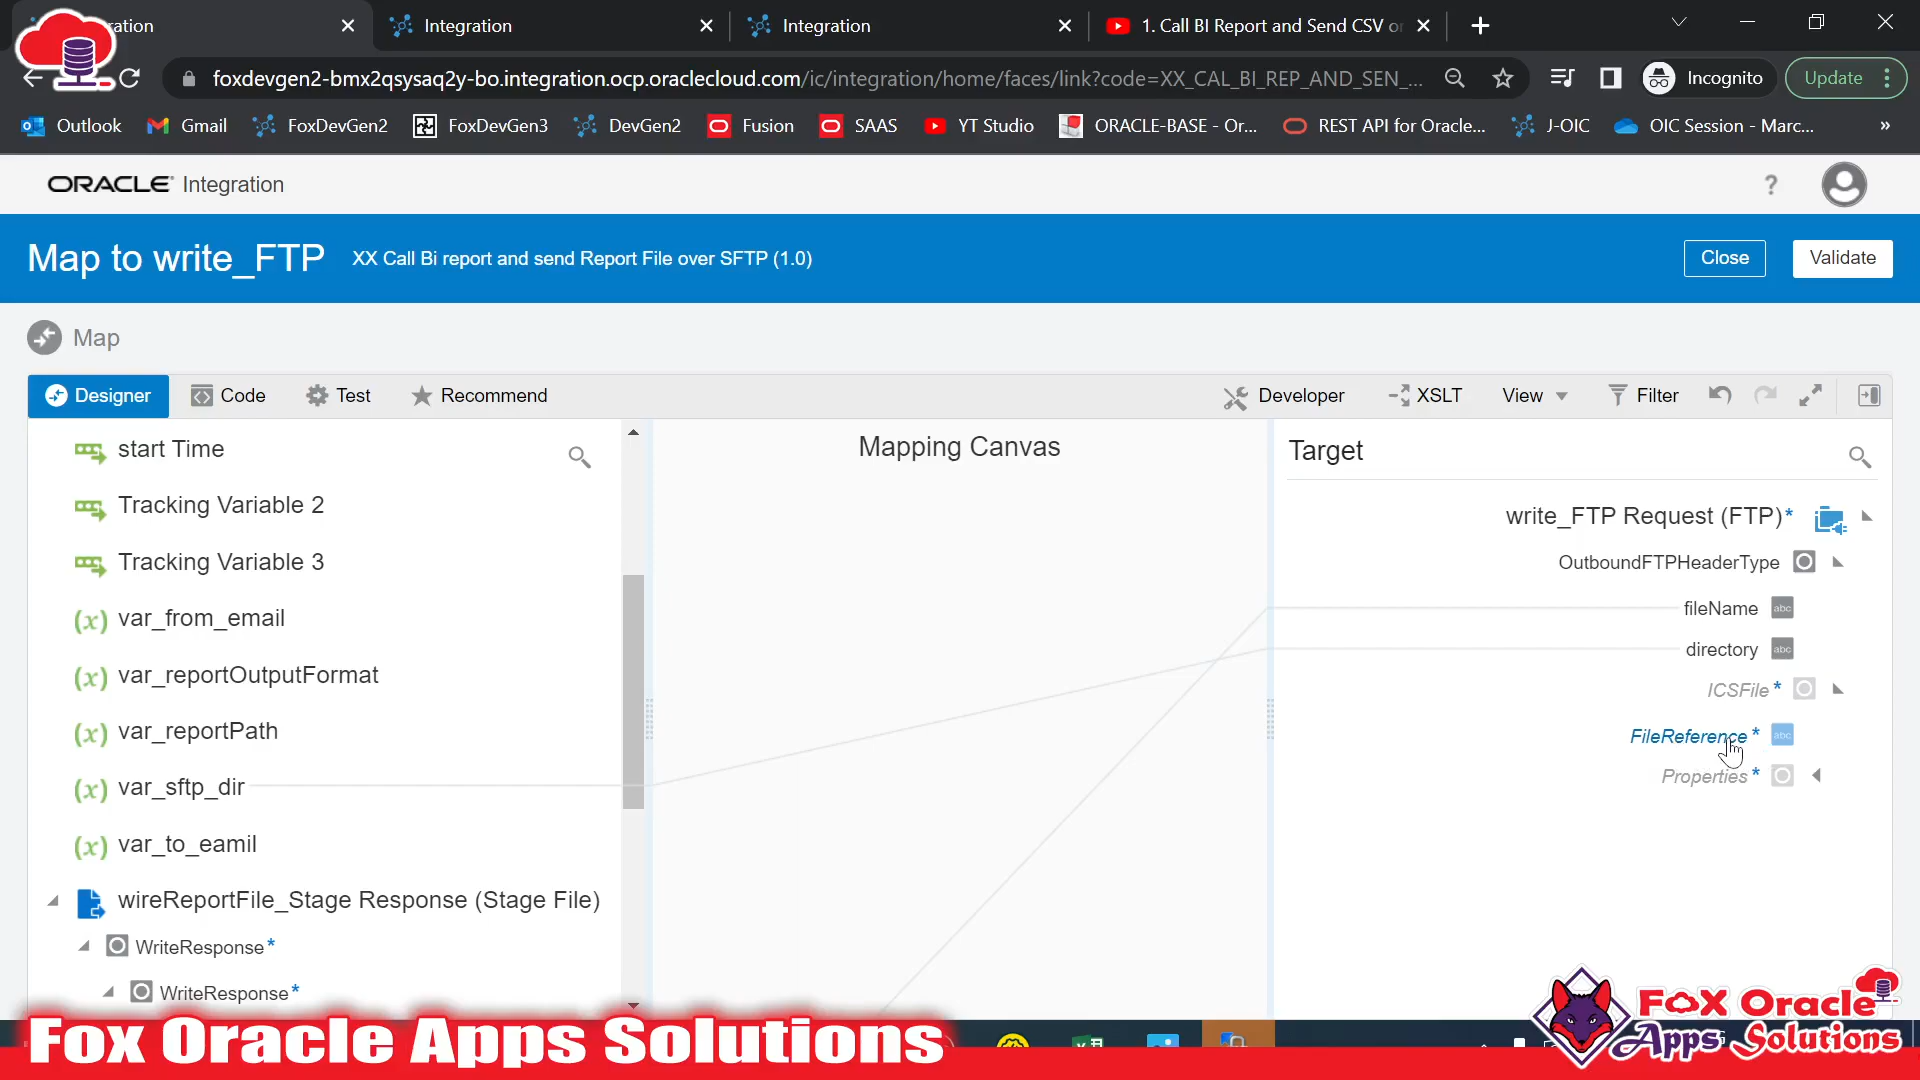 Integration
Integration
1. Call BI Report and Send CSV or
foxdevgen2-bmx2qsysaq2y-bo.integration.ocp.oraclecloud.com/ic/integration/home/faces/link?code=XX_CAL_BI_REP_AND_SEN_...
Incognito
Update
Outlook
Gmail
FoxDevGen2
FoxDevGen3
DevGen2
Fusion
SAAS
YT Studio
ORACLE-BASE - Or...
REST API for Oracle...
J-OIC
OIC Session - Marc...
»
ORACLE Integration
?
Map to write_FTP
XX Call Bi report and send Report File over SFTP (1.0)
Close
Validate
Map
Designer
Code
Test
Recommend
Developer
XSLT
View
Filter
start Time
Tracking Variable 2
Tracking Variable 3
(x) var_from_email
(x) var_reportOutputFormat
(x) var_reportPath
(x) var_sftp_dir
(x) var_to_eamil
wireReportFile_Stage Response (Stage File)
WriteResponse*
WriteResponse*
Mapping Canvas
Target
write_FTP Request (FTP)*
OutboundFTPHeaderType
fileName abc
directory abc
ICSFile *
FileReference * abc
Properties *
Fox Oracle Apps Solutions
Fox Oracle
Apps Solutions